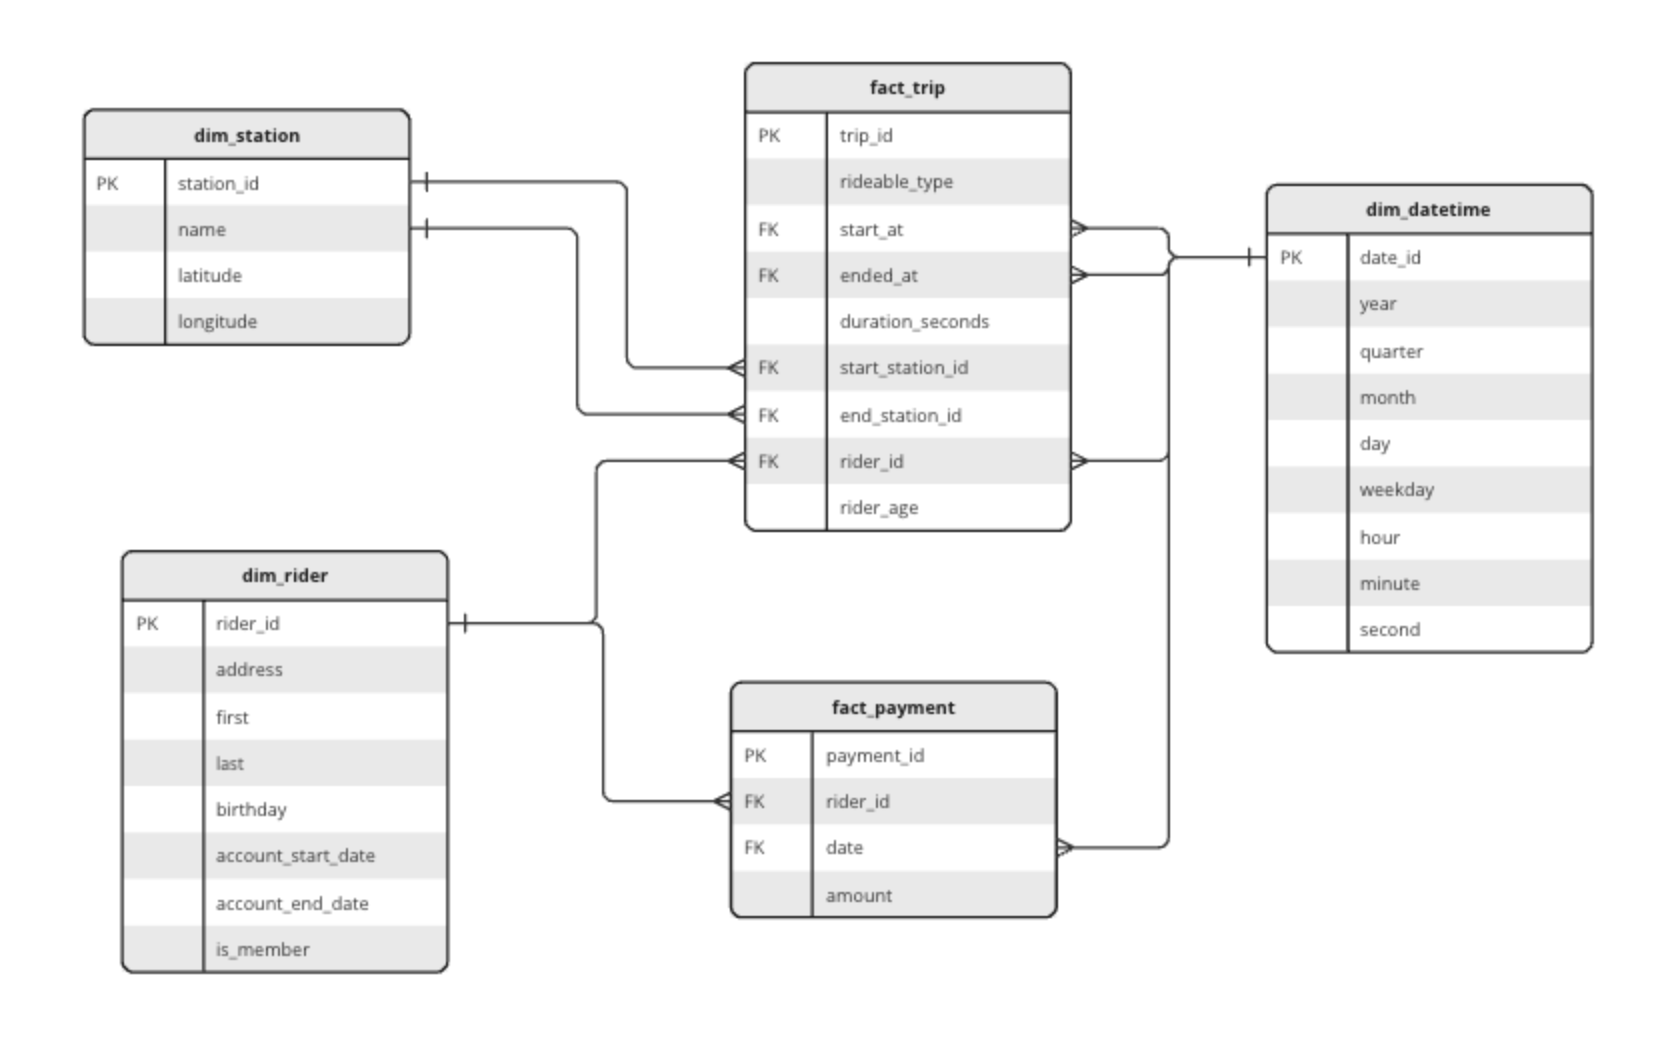 dim_station
PK station_id
name
latitude
longitude
fact_trip
PK trip_id
rideable_type
FK start_at
FK ended_at
duration_seconds
FK start_station_id
FK end_station_id
FK rider_id
rider_age
dim_datetime
PK date_id
year
quarter
month
day
weekday
hour
minute
second
dim_rider
PK rider_id
address
first
last
birthday
account_start_date
account_end_date
is_member
fact_payment
PK payment_id
FK rider_id
FK date
amount